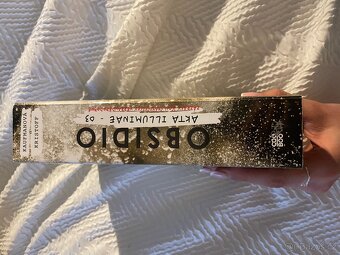 KAUFMANOVÁ
KRISTOFF
AKTA ILLUMINAE - 03
OBSIDIO